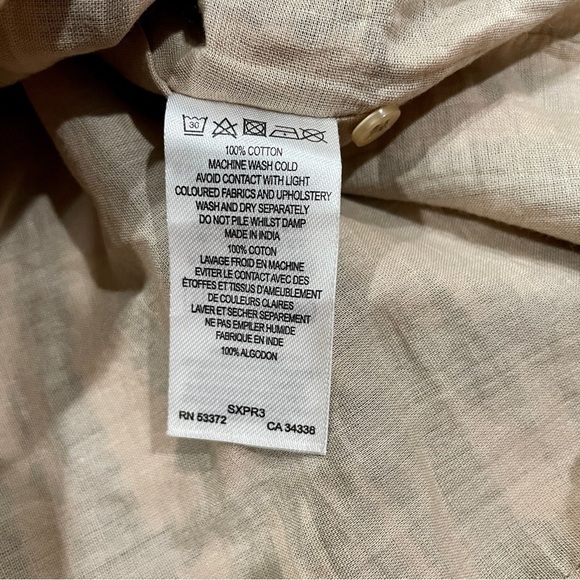 30
100% COTTON
MACHINE WASH COLD
AVOID CONTACT WITH LIGHT
COLOURED FABRICS AND UPHOLSTERY
WASH AND DRY SEPARATELY
DO NOT PILE WHILST DAMP
MADE IN INDIA
100% COTON
LAVAGE FROID EN MACHINE
EVITER LE CONTACT AVEC DES
ÉTOFFES ET TISSUS D'AMEUBLEMENT
DE COULEURS CLAIRES
LAVER ET SECHER SEPAREMENT
NE PAS EMPILER HUMIDE
FABRIQUE EN INDE
100% ALGODON
SXPR3
RN 53372 CA 34338